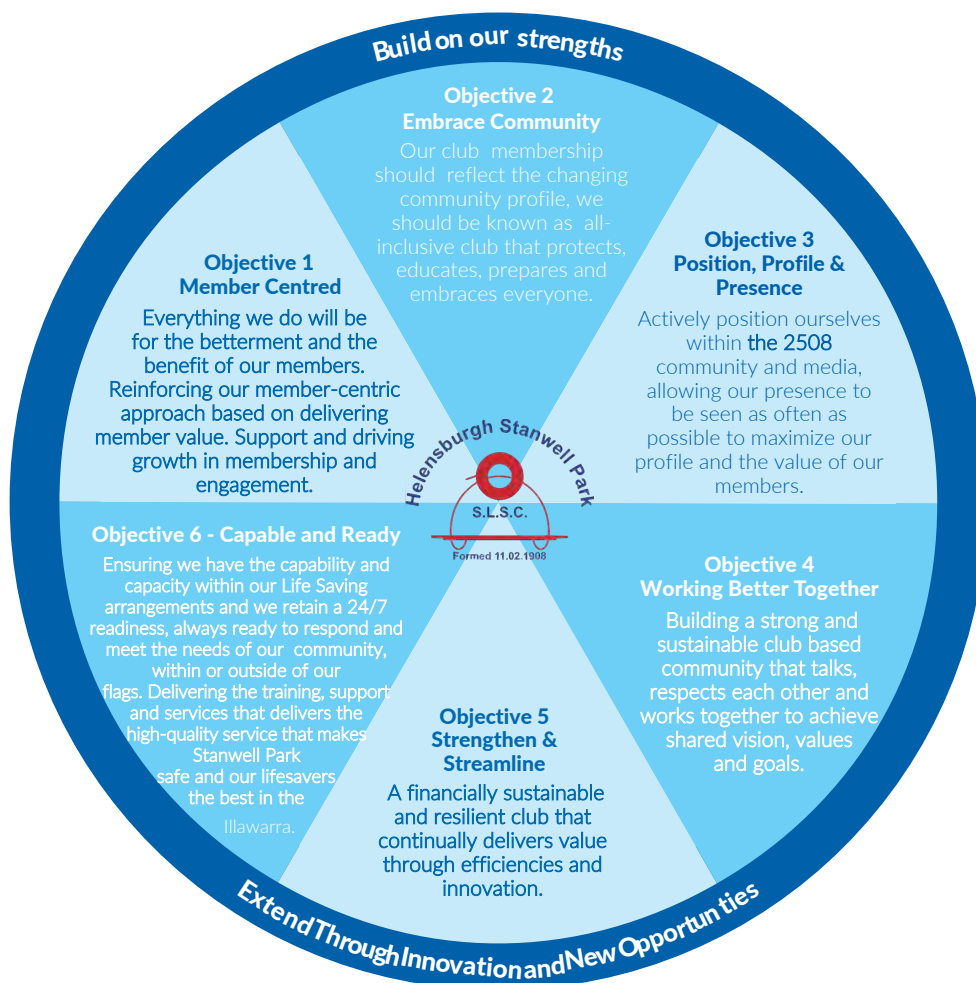 Build on our strengths
Objective 2
Embrace Community
Our club membership
should reflect the changing
community profile, we
should be known as all-
inclusive club that protects,
educates, prepares and
embraces everyone.
Objective 1
Member Centred
Everything we do will be
for the betterment and the
benefit of our members.
Reinforcing our member-centric
approach based on delivering
member value. Support and driving
growth in membership and
engagement.
Objective 3
Position, Profile &
Presence
Actively position ourselves
within the 2508
community and media,
allowing our presence to
be seen as often as
possible to maximize our
profile and the value of our
members.
Helensburgh Stanwell Park
S.L.S.C.
Formed 11.02.1908
Objective 6 - Capable and Ready
Ensuring we have the capability and
capacity within our Life Saving
arrangements and we retain a 24/7
readiness, always ready to respond and
meet the needs of our community,
within or outside of our
flags. Delivering the training, support
and services that delivers the
high-quality service that makes
Stanwell Park
safe and our lifesavers
the best in the
Illawarra.
Objective 4
Working Better Together
Building a strong and
sustainable club based
community that talks,
respects each other and
works together to achieve
shared vision, values
and goals.
Objective 5
Strengthen &
Streamline
A financially sustainable
and resilient club that
continually delivers value
through efficiencies and
innovation.
Extend Through Innovation and New Opportunties